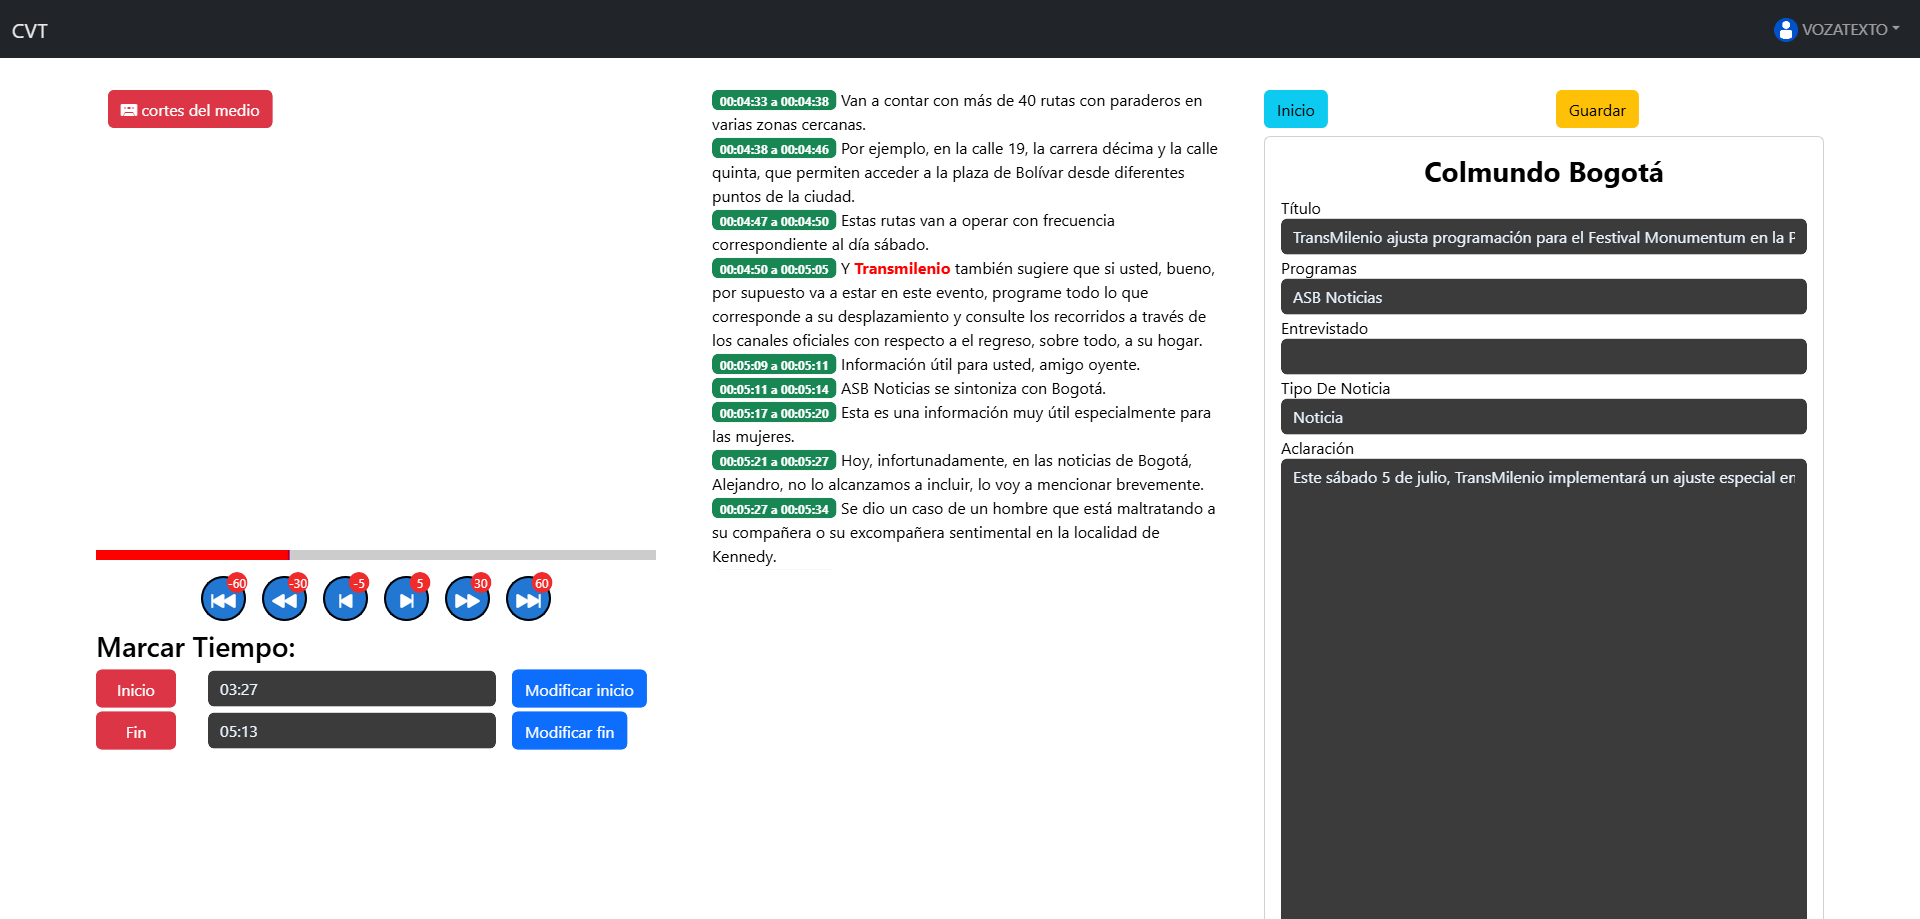 CVT
VOZATEXTO
cortes del medio
-60
-30
-5
5
30
60
Marcar Tiempo:
Inicio
03:27
Modificar inicio
Fin
05:13
Modificar fin
00:04:33 a 00:04:38 Van a contar con más de 40 rutas con paraderos en
varias zonas cercanas.
00:04:38 a 00:04:46 Por ejemplo, en la calle 19, la carrera décima y la calle
quinta, que permiten acceder a la plaza de Bolívar desde diferentes
puntos de la ciudad.
00:04:47 a 00:04:50 Estas rutas van a operar con frecuencia
correspondiente al día sábado.
00:04:50 a 00:05:05 Y Transmilenio también sugiere que si usted, bueno,
por supuesto va a estar en este evento, programe todo lo que
corresponde a su desplazamiento y consulte los recorridos a través de
los canales oficiales con respecto a el regreso, sobre todo, a su hogar.
00:05:09 a 00:05:11 Información útil para usted, amigo oyente.
00:05:11 a 00:05:14 ASB Noticias se sintoniza con Bogotá.
00:05:17 a 00:05:20 Esta es una información muy útil especialmente para
las mujeres.
00:05:21 a 00:05:27 Hoy, infortunadamente, en las noticias de Bogotá,
Alejandro, no lo alcanzamos a incluir, lo voy a mencionar brevemente.
00:05:27 a 00:05:34 Se dio un caso de un hombre que está maltratando a
su compañera o su excompañera sentimental en la localidad de
Kennedy.
Inicio
Guardar
Colmundo Bogotá
Título
TransMilenio ajusta programación para el Festival Monumentum en la
Programas
ASB Noticias
Entrevistado
Tipo De Noticia
Noticia
Aclaración
Este sábado 5 de julio, TransMilenio implementará un ajuste especial en